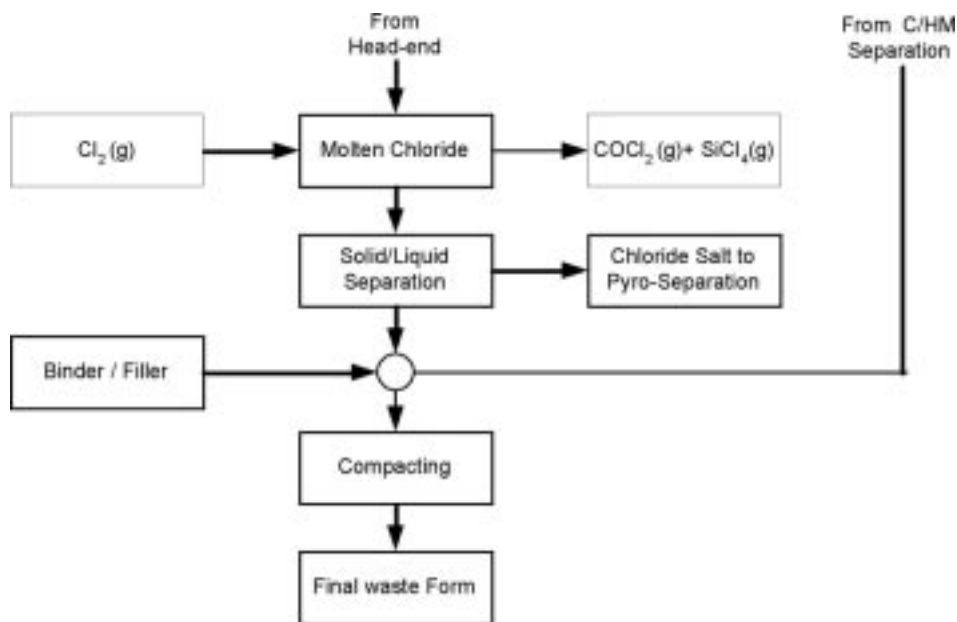 From
Head-end
From C/HM
Separation
Cl₂ (g)
Molten Chloride
COCl₂ (g)+ SiCl₄(g)
Solid/Liquid
Separation
Chloride Salt to
Pyro-Separation
Binder / Filler
Compacting
Final waste Form